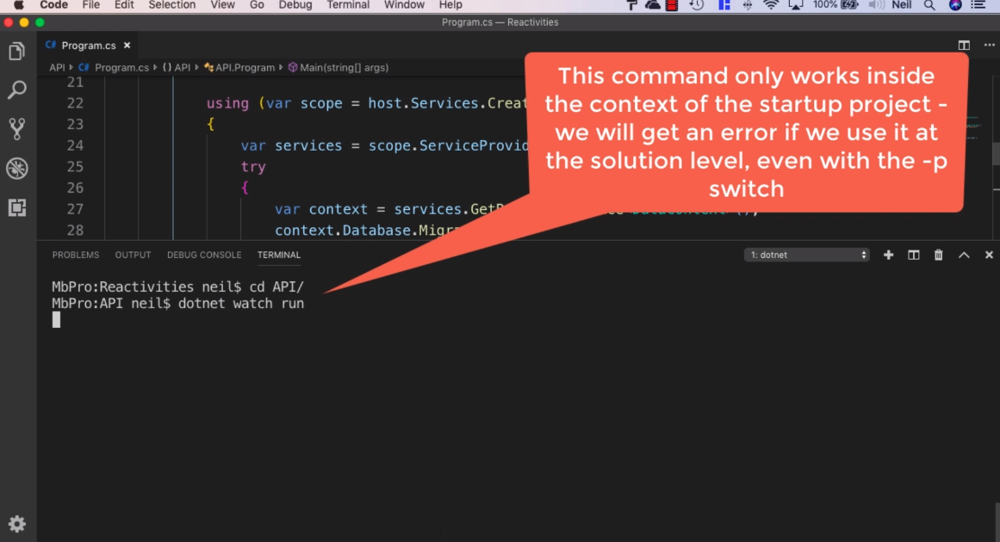 Code File Edit Selection View Go Debug Terminal Window Help 100% Neil
Program.cs — Reactivities
C# Program.cs ×
API C# Program.cs {} API API.Program Main(string[] args)
This command only works inside
the context of the startup project -
we will get an error if we use it at
the solution level, even with the -p
switch
21
22 using (var scope = host.Services.Creat
23 {
24 var services = scope.ServiceProvid
25 try
26 {
27 var context = services.GetR
28 context.Database.Migr
PROBLEMS OUTPUT DEBUG CONSOLE TERMINAL 1: dotnet
MbPro:Reactivities neil$ cd API/
MbPro:API neil$ dotnet watch run